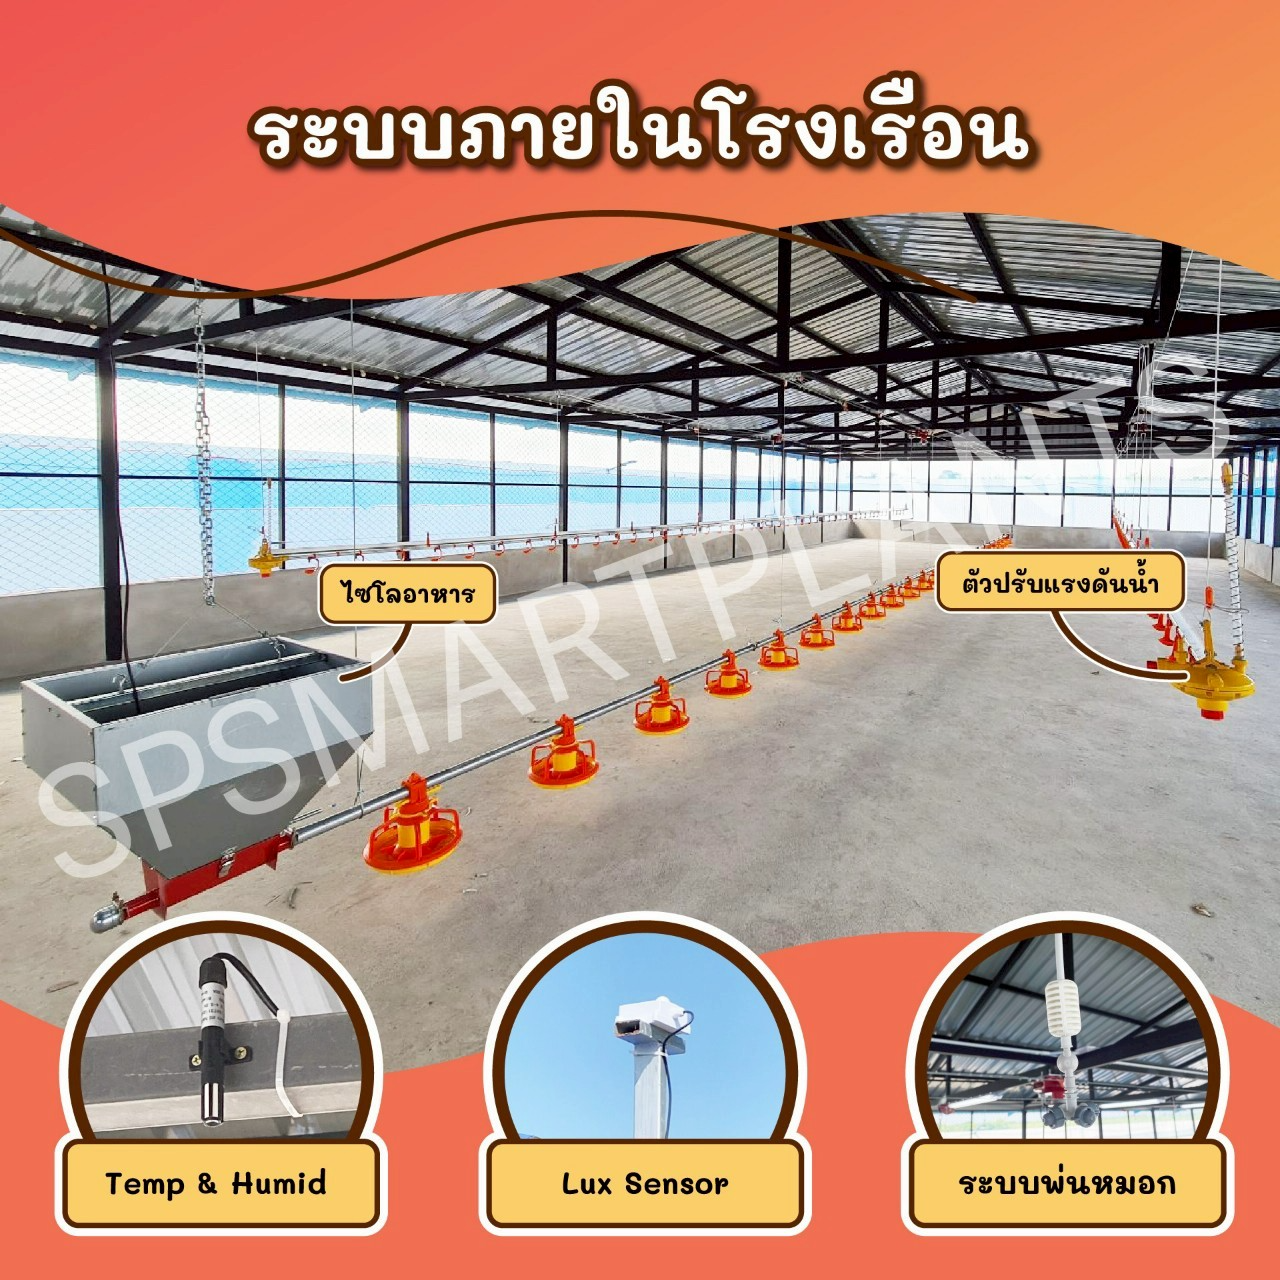 ระบบภายในโรงเรือน
ไซโลอาหาร
ตัวปรับแรงดันน้ำ
SPSMARTPLANTS
Temp & Humid
Lux Sensor
ระบบพ่นหมอก